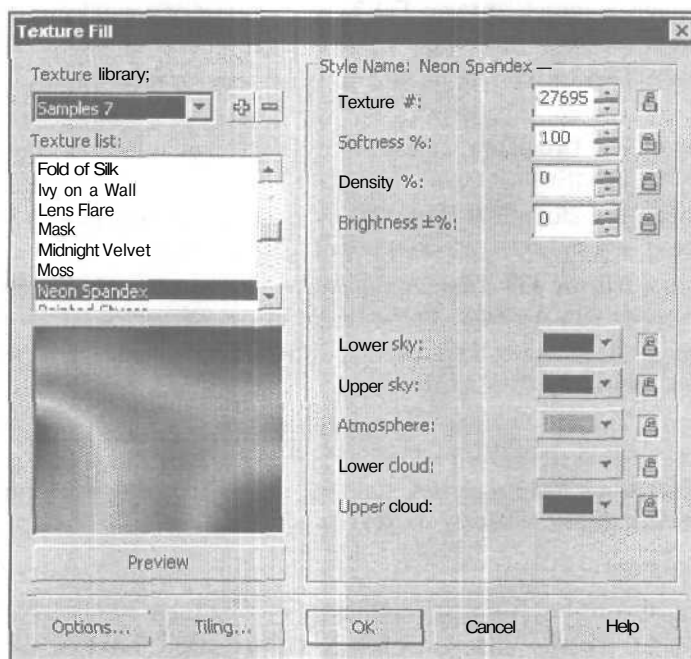 Texture Fill
Texture library;
Samples 7
Texture list:
Fold of Silk
Ivy on a Wall
Lens Flare
Mask
Midnight Velvet
Moss
Neon Spandex
Preview
Style Name: Neon Spandex
Texture #: 27695
Softness %: 100
Density %: 0
Brightness ±%: 0
Lower sky:
Upper sky:
Atmosphere:
Lower cloud:
Upper cloud:
Options...
Tiling...
OK
Cancel
Help